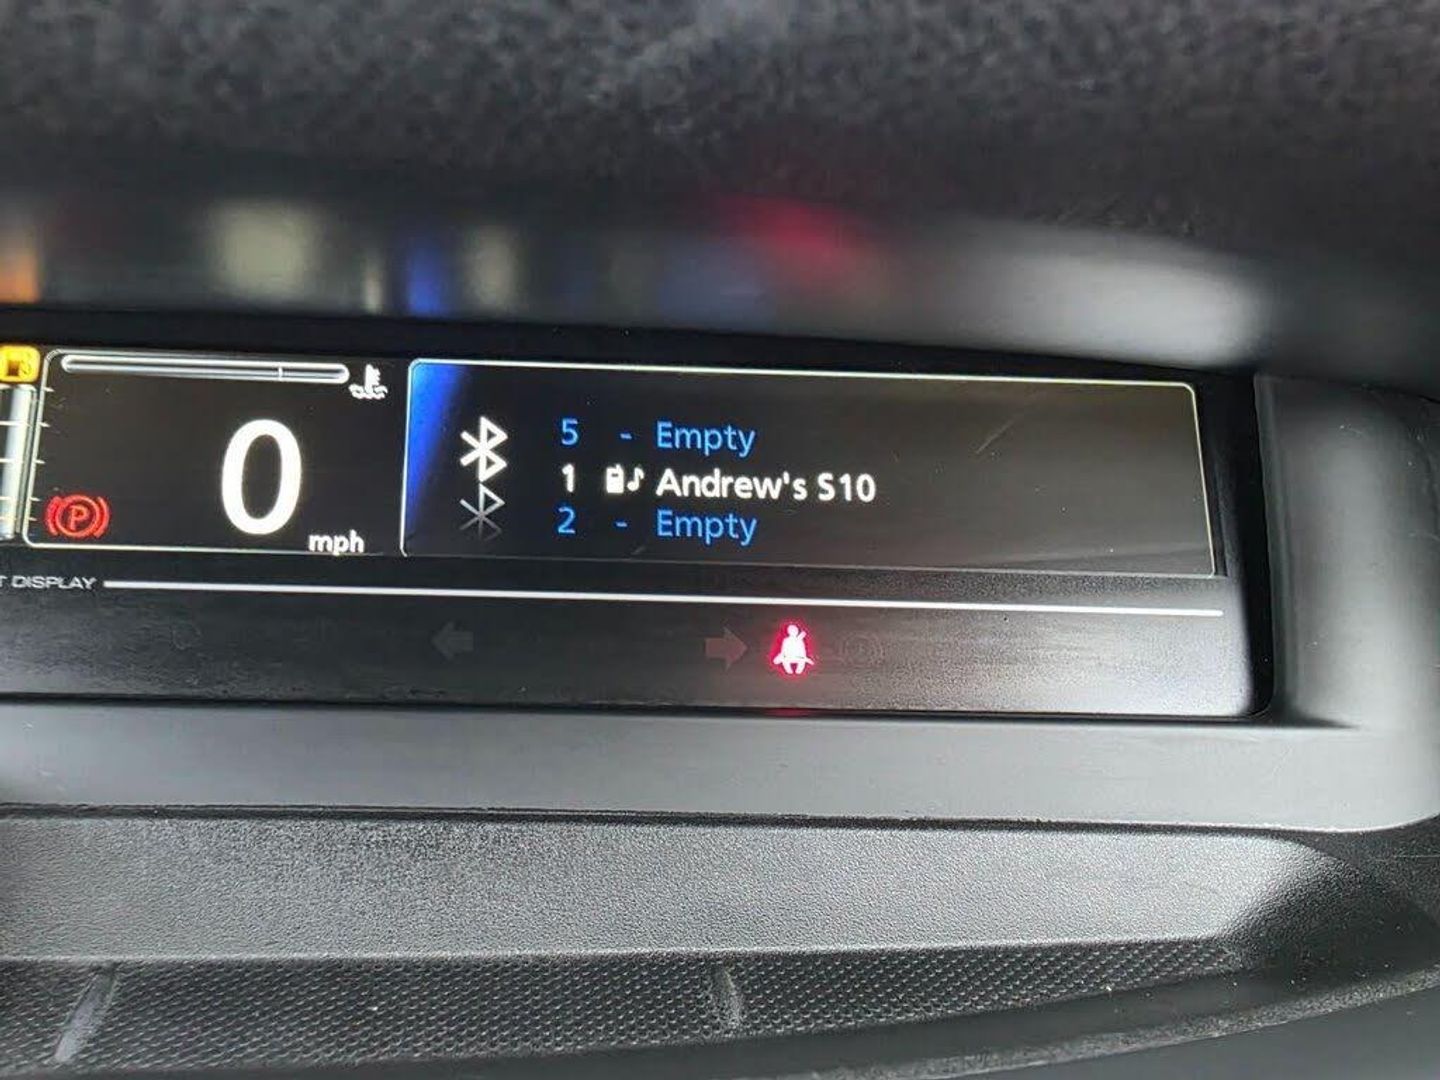 5 - Empty
1 Andrew's S10
2 - Empty
0
mph
P
T DISPLAY